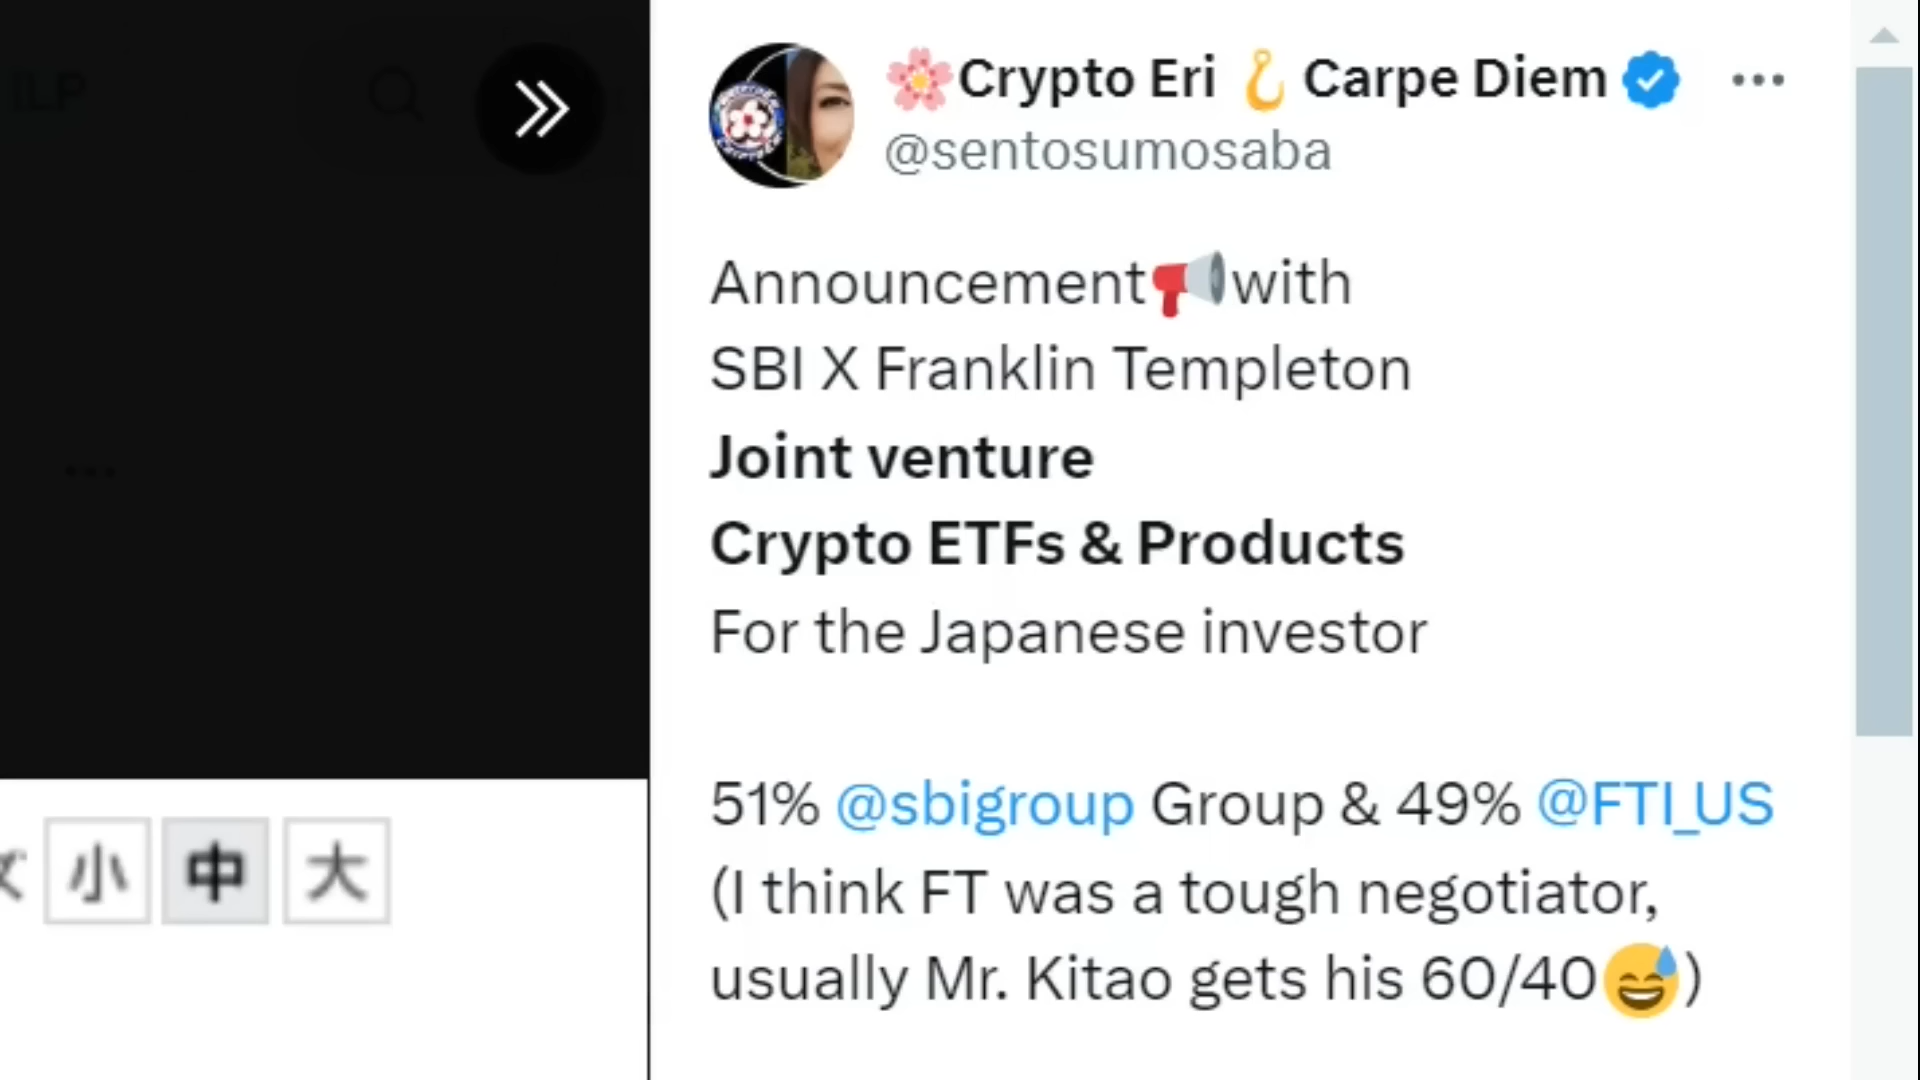 🌸Crypto Eri 🪝 Carpe Diem
@sentosumosaba
Announcement📢with
SBI X Franklin Templeton
Joint venture
Crypto ETFs & Products
For the Japanese investor
51% @sbigroup Group & 49% @FTI_US
(I think FT was a tough negotiator,
usually Mr. Kitao gets his 60/40😅)
小 中 大